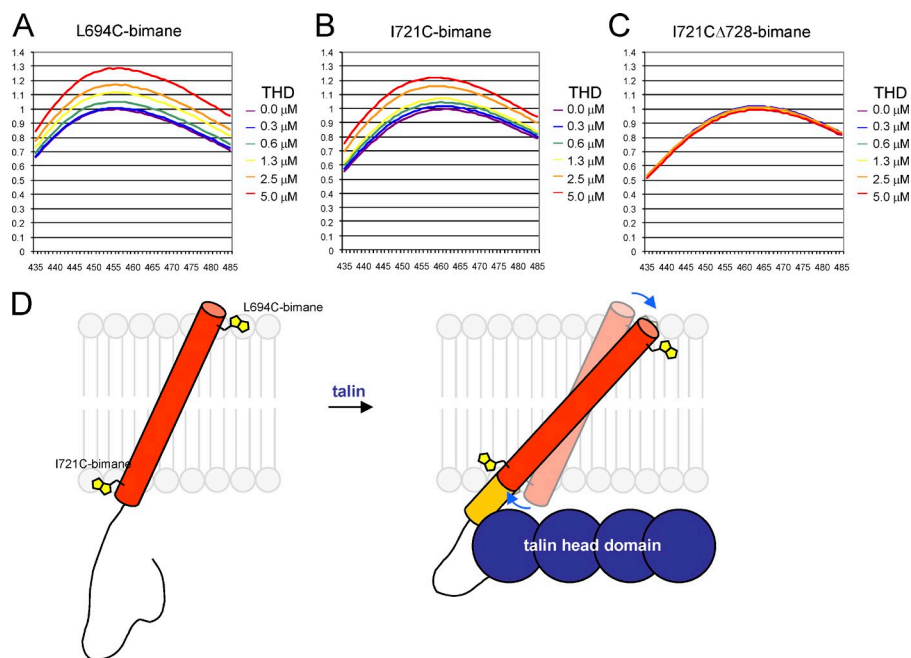 A
L694C-bimane
1.4
1.3
1.2
1.1
1
0.9
0.8
0.7
0.6
0.5
0.4
0.3
0.2
0.1
0
435 440 445 450 455 460 465 470 475 480 485
THD
0.0 μM
0.3 μM
0.6 μM
1.3 μM
2.5 μM
5.0 μM
B
I721C-bimane
1.4
1.3
1.2
1.1
1
0.9
0.8
0.7
0.6
0.5
0.4
0.3
0.2
0.1
0
435 440 445 450 455 460 465 470 475 480 485
THD
0.0 μM
0.3 μM
0.6 μM
1.3 μM
2.5 μM
5.0 μM
C
I721CΔ728-bimane
1.4
1.3
1.2
1.1
1
0.9
0.8
0.7
0.6
0.5
0.4
0.3
0.2
0.1
0
435 440 445 450 455 460 465 470 475 480 485
THD
0.0 μM
0.3 μM
0.6 μM
1.3 μM
2.5 μM
5.0 μM
D
L694C-bimane
I721C-bimane
talin
talin head domain